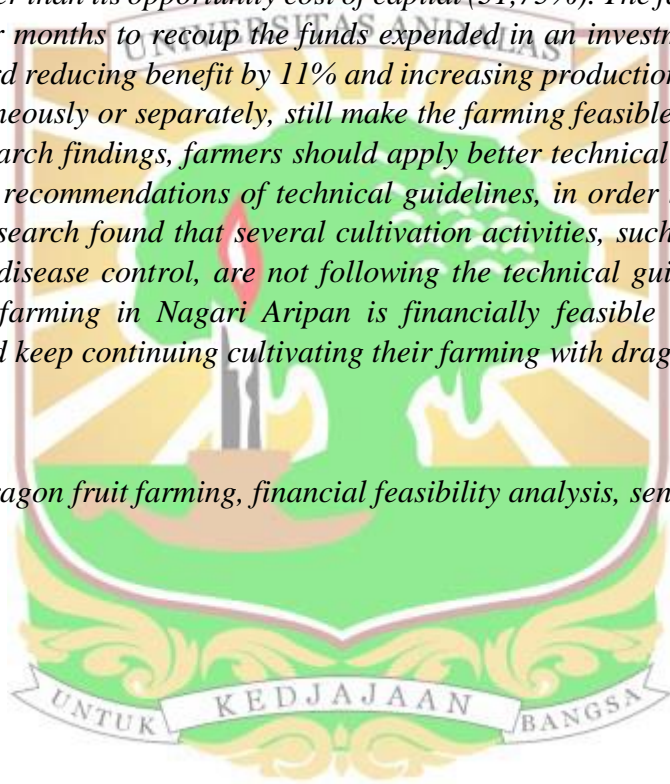 er than its opportunity cost of capital (31,75%). The fa
r months to recoup the funds expended in an investm
UNIVERSITAS ANDALAS
rd reducing benefit by 11% and increasing production
neously or separately, still make the farming feasible
arch findings, farmers should apply better technical
recommendations of technical guidelines, in order
search found that several cultivation activities, such
disease control, are not following the technical gui
farming in Nagari Aripan is financially feasible
d keep continuing cultivating their farming with drag
ragon fruit farming, financial feasibility analysis, sen
UNTUK KEDJAJAAN BANGSA